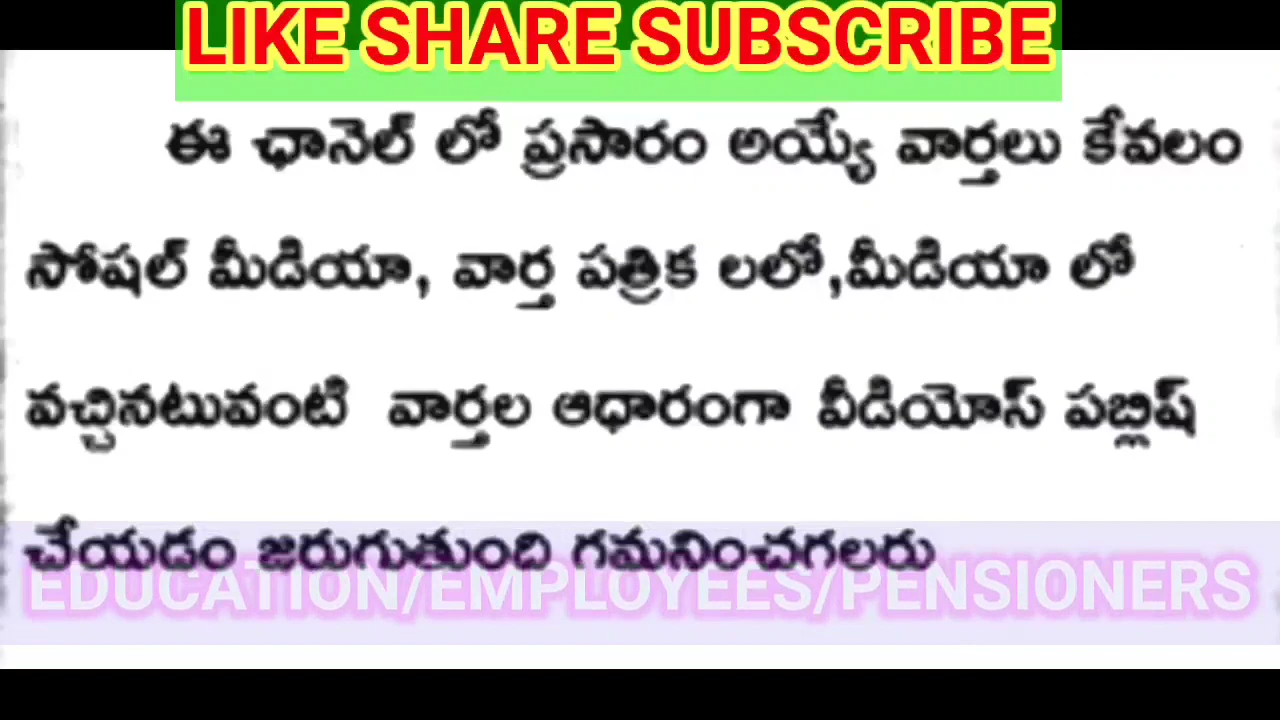 LIKE SHARE SUBSCRIBE
ఈ ఛానెల్ లో ప్రసారం అయ్యే వార్తలు కేవలం
సోషల్ మీడియా, వార్త పత్రిక లలో,మీడియా లో
వచ్చినటువంటి వార్తల ఆధారంగా వీడియోస్ పబ్లిష్
చేయడం జరుగుతుంది గమనించగలరు
EDUCATION/EMPLOYEES/PENSIONERS